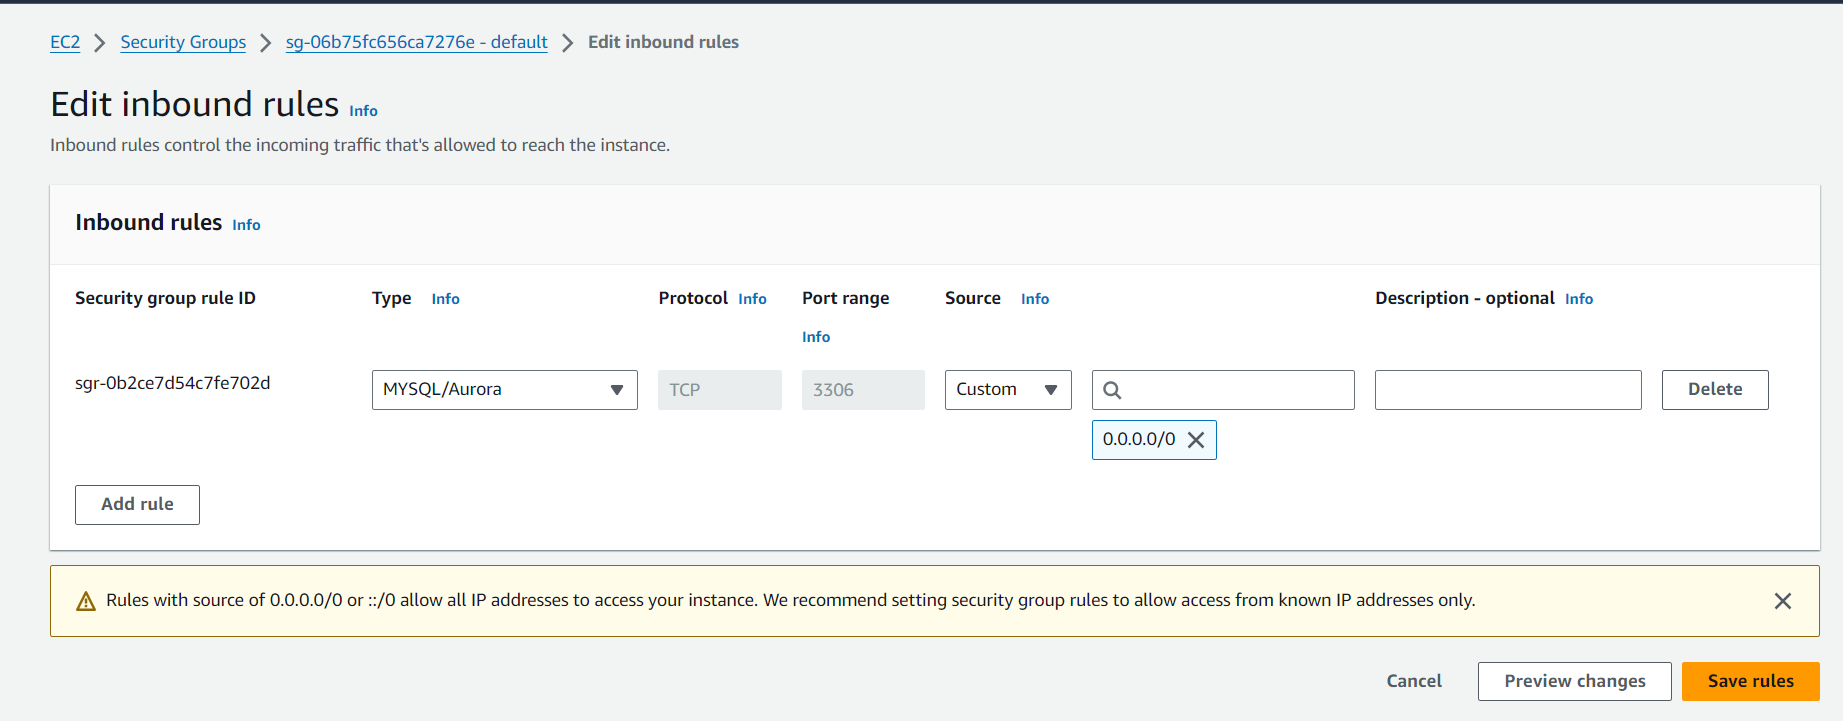 EC2 > Security Groups > sg-06b75fc656ca7276e - default > Edit inbound rules
Edit inbound rules Info
Inbound rules control the incoming traffic that's allowed to reach the instance.
Inbound rules Info
Security group rule ID Type Info Protocol Info Port range Info Source Info Description - optional Info
sgr-0b2ce7d54c7fe702d MYSQL/Aurora TCP 3306 Custom Delete
0.0.0.0/0
Add rule
Rules with source of 0.0.0.0/0 or ::/0 allow all IP addresses to access your instance. We recommend setting security group rules to allow access from known IP addresses only.
Cancel Preview changes Save rules